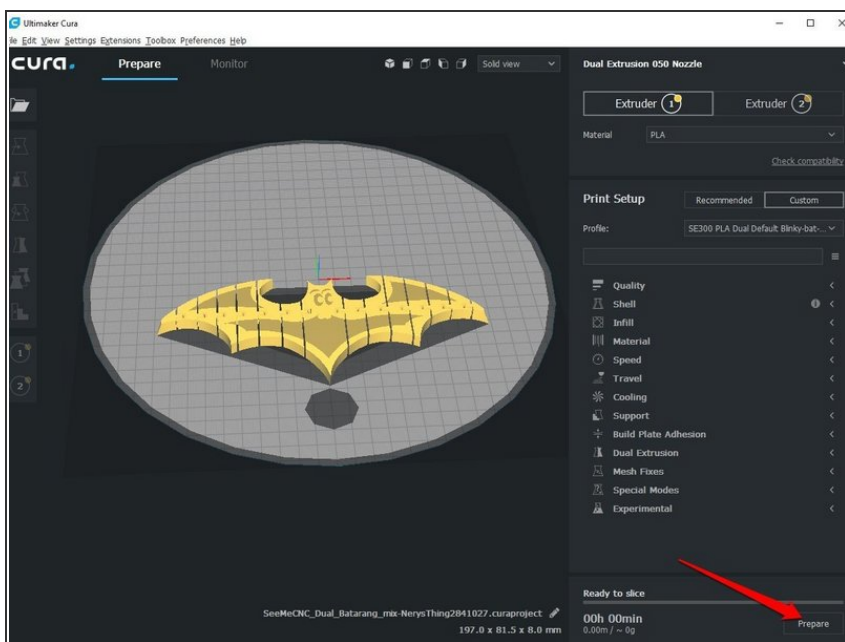 Ultimaker Cura
ile Edit View Settings Extensions Toolbox Preferences Help
cura.
Prepare
Monitor
Solid view
Dual Extrusion 050 Nozzle
Extruder 1
Extruder 2
Material PLA
Check compatibility
Print Setup
Recommended
Custom
Profile: SE300 PLA Dual Default Blinky-bat-...
Quality
Shell
Infill
Material
Speed
Travel
Cooling
Support
Build Plate Adhesion
Dual Extrusion
Mesh Fixes
Special Modes
Experimental
1
2
Ready to slice
SeeMeCNC_Dual_Batarang_mix-NerysThing2841027.curaproject
197.0 x 81.5 x 8.0 mm
00h 00min
0.00m / ~ 0g
Prepare